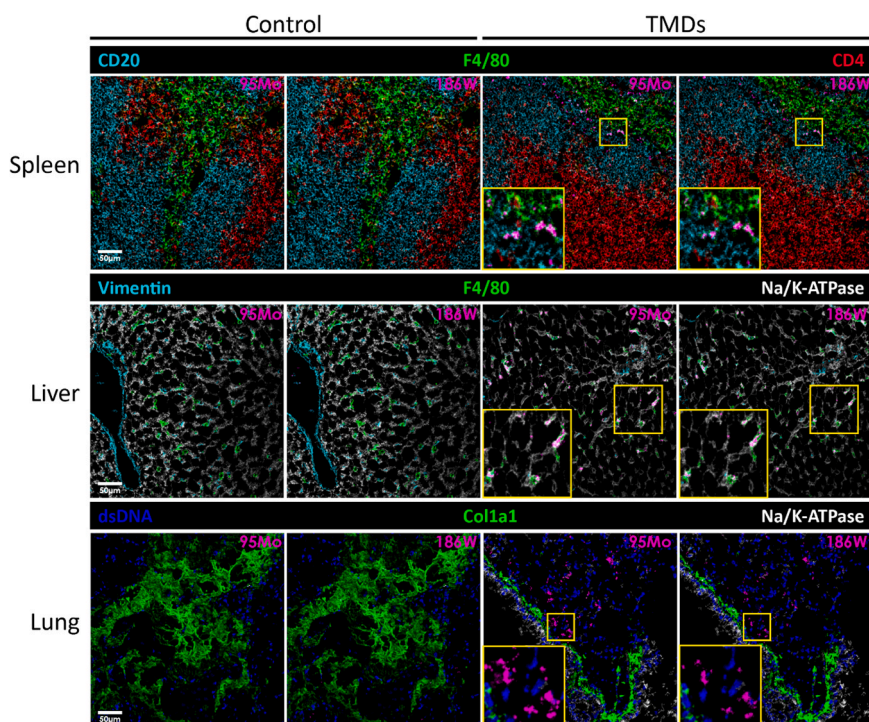 Control TMDs
CD20 F4/80 CD4
95Mo 186W 95Mo 186W
Spleen
50µm
Vimentin F4/80 Na/K-ATPase
95Mo 186W 95Mo 186W
Liver
50µm
dsDNA Col1a1 Na/K-ATPase
95Mo 186W 95Mo 186W
Lung
50µm